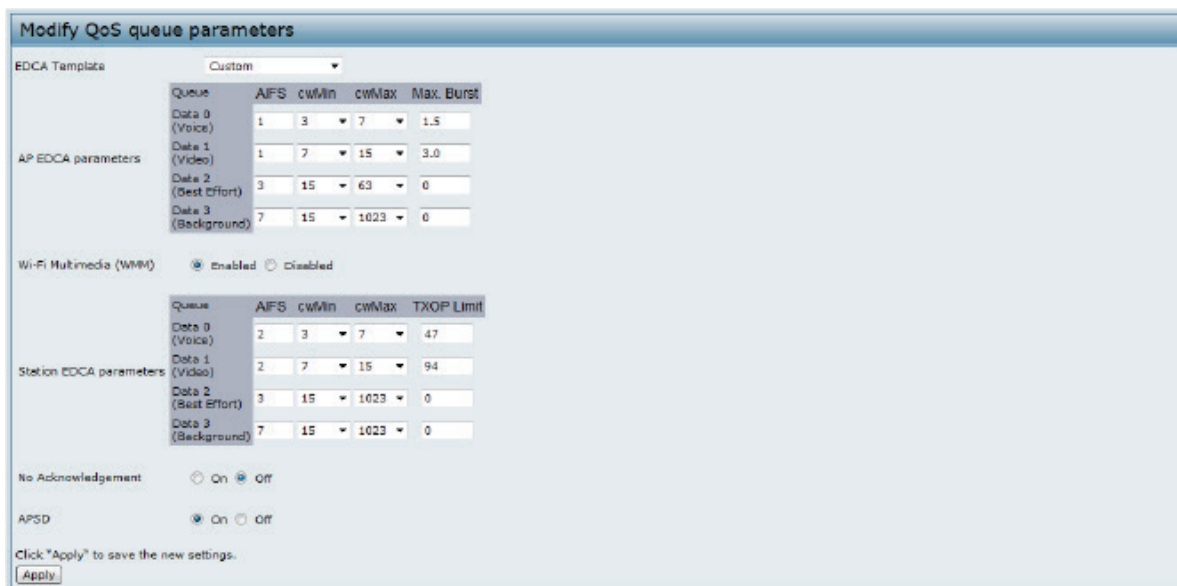 Modify QoS queue parameters
EDCA Template Custom
Queue AIFS cwMin cwMax Max. Burst
Data 0 (Voice) 1 3 7 1.5
Data 1 (Video) 1 7 15 3.0
AP EDCA parameters
Data 2 (Best Effort) 3 15 63 0
Data 3 (Background) 7 15 1023 0
Wi-Fi Multimedia (WMM) Enabled Disabled
Queue AIFS cwMin cwMax TXOP Limit
Data 0 (Voice) 2 3 7 47
Data 1 (Video) 2 7 15 94
Station EDCA parameters
Data 2 (Best Effort) 3 15 1023 0
Data 3 (Background) 7 15 1023 0
No Acknowledgement On Off
APSD On Off
Click "Apply" to save the new settings.
Apply